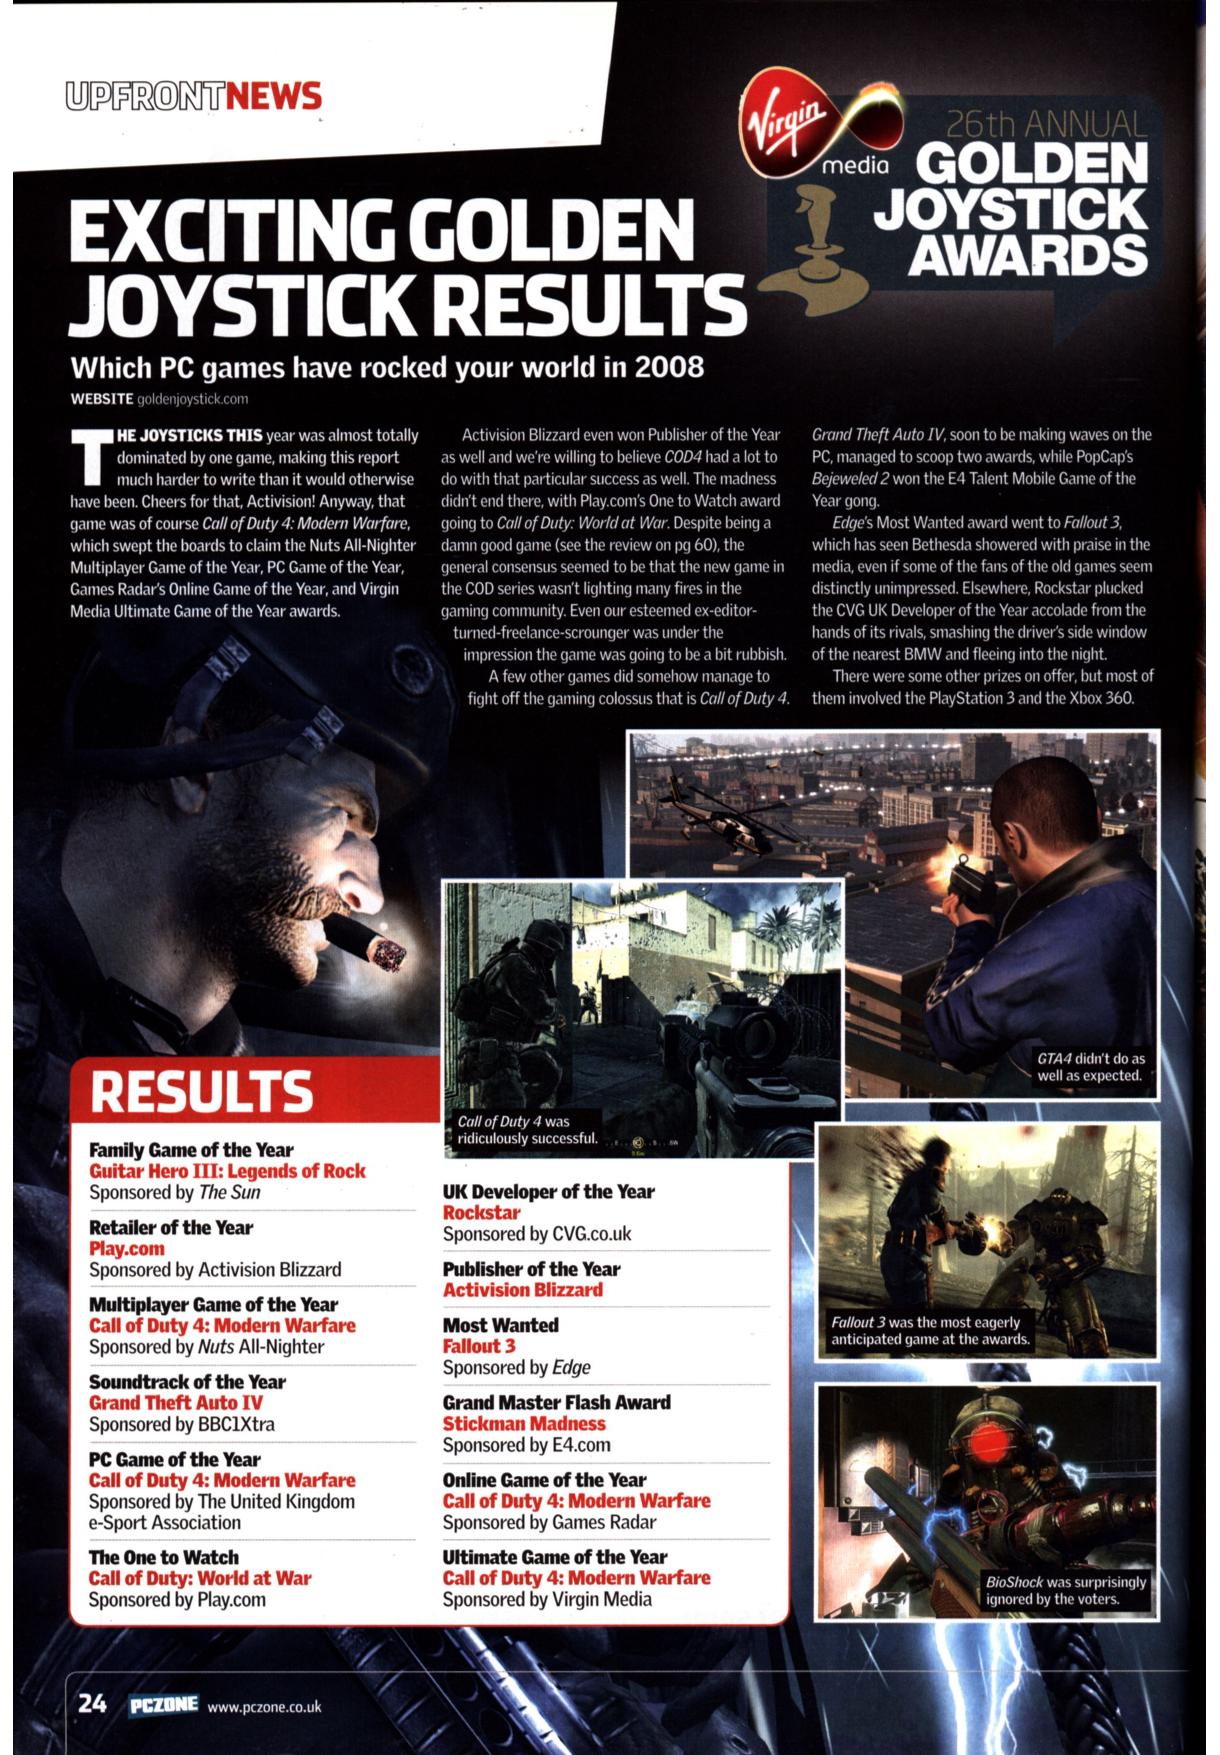 UPFRONTNEWS
Virgin
media
26th ANNUAL
GOLDEN
JOYSTICK
AWARDS
EXCITING GOLDEN
JOYSTICK RESULTS
Which PC games have rocked your world in 2008
WEBSITE goldenjoystick.com
THE JOYSTICKS THIS year was almost totally
dominated by one game, making this report
much harder to write than it would otherwise
have been. Cheers for that, Activision! Anyway, that
game was of course Call of Duty 4: Modern Warfare,
which swept the boards to claim the Nuts All-Nighter
Multiplayer Game of the Year, PC Game of the Year,
Games Radar's Online Game of the Year, and Virgin
Media Ultimate Game of the Year awards.
Activision Blizzard even won Publisher of the Year
as well and we're willing to believe COD4 had a lot to
do with that particular success as well. The madness
didn't end there, with Play.com's One to Watch award
going to Call of Duty: World at War. Despite being a
damn good game (see the review on pg 60), the
general consensus seemed to be that the new game in
the COD series wasn't lighting many fires in the
gaming community. Even our esteemed ex-editor-
turned-freelance-scrounger was under the
impression the game was going to be a bit rubbish.
A few other games did somehow manage to
fight off the gaming colossus that is Call of Duty 4.
Grand Theft Auto IV, soon to be making waves on the
PC, managed to scoop two awards, while PopCap's
Bejeweled 2 won the E4 Talent Mobile Game of the
Year gong.
Edge's Most Wanted award went to Fallout 3,
which has seen Bethesda showered with praise in the
media, even if some of the fans of the old games seem
distinctly unimpressed. Elsewhere, Rockstar plucked
the CVG UK Developer of the Year accolade from the
hands of its rivals, smashing the driver's side window
of the nearest BMW and fleeing into the night.
There were some other prizes on offer, but most of
them involved the PlayStation 3 and the Xbox 360.
GTA4 didn't do as
well as expected.
Call of Duty 4 was
ridiculously successful.
Fallout 3 was the most eagerly
anticipated game at the awards.
BioShock was surprisingly
ignored by the voters.
RESULTS
Family Game of the Year
Guitar Hero III: Legends of Rock
Sponsored by The Sun
Retailer of the Year
Play.com
Sponsored by Activision Blizzard
Multiplayer Game of the Year
Call of Duty 4: Modern Warfare
Sponsored by Nuts All-Nighter
Soundtrack of the Year
Grand Theft Auto IV
Sponsored by BBC1Xtra
PC Game of the Year
Call of Duty 4: Modern Warfare
Sponsored by The United Kingdom
e-Sport Association
The One to Watch
Call of Duty: World at War
Sponsored by Play.com
UK Developer of the Year
Rockstar
Sponsored by CVG.co.uk
Publisher of the Year
Activision Blizzard
Most Wanted
Fallout 3
Sponsored by Edge
Grand Master Flash Award
Stickman Madness
Sponsored by E4.com
Online Game of the Year
Call of Duty 4: Modern Warfare
Sponsored by Games Radar
Ultimate Game of the Year
Call of Duty 4: Modern Warfare
Sponsored by Virgin Media
24 PCZONE www.pczone.co.uk